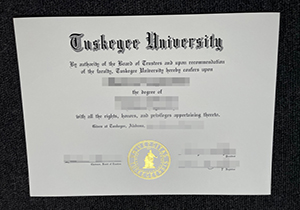 Tuskegee University
By authority of the Board of Trustees and upon recommendation
of the faculty, Tuskegee University hereby confers upon
the degree of
with all the rights, honors, and privileges appertaining thereto.
Given at Tuskegee, Alabama,